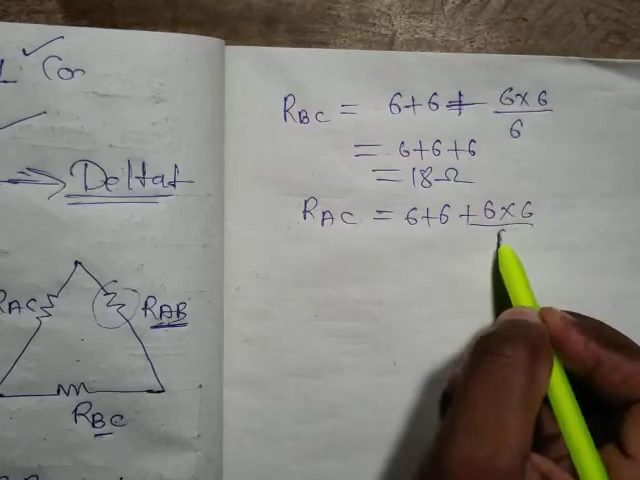 Con
Delta
RAC
RAB
RBC
RBC = 6+6+ 6×6/6
= 6+6+6
= 18Ω
RAC = 6+6+6×6